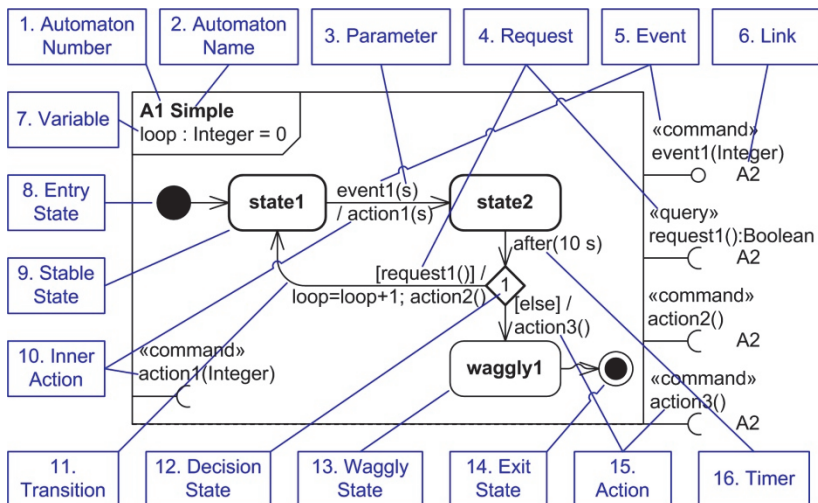 1. Automaton
Number
2. Automaton
Name
3. Parameter
4. Request
5. Event
6. Link
7. Variable
A1 Simple
loop : Integer = 0
«command»
event1(Integer)
A2
8. Entry
State
state1
event1(s)
/ action1(s)
state2
«query»
request1():Boolean
A2
after(10 s)
9. Stable
State
[request1()] /
loop=loop+1; action2()
1
[else] /
action3()
«command»
action2()
A2
10. Inner
Action
«command»
action1(Integer)
waggly1
«command»
action3()
A2
11.
Transition
12. Decision
State
13. Waggly
State
14. Exit
State
15.
Action
16. Timer